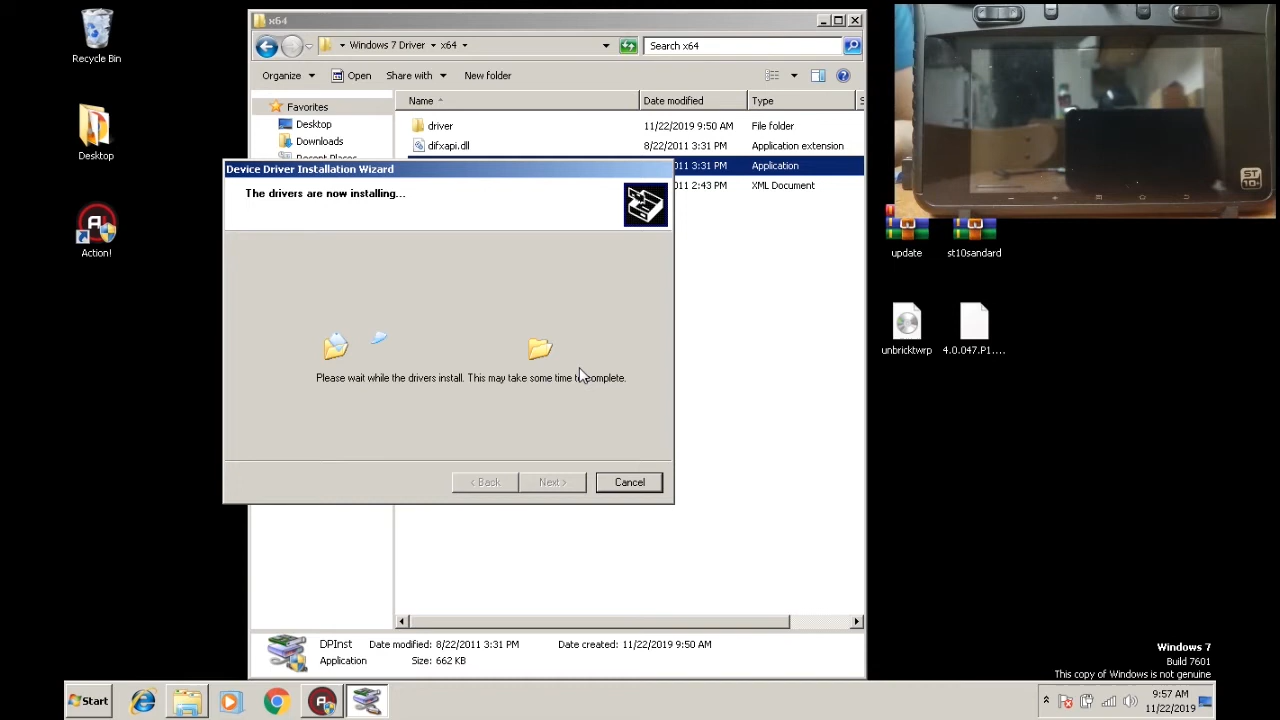 Recycle Bin
Desktop
Action!
x64
Windows 7 Driver
x64
Search x64
Organize
Open
Share with
New folder
Favorites
Desktop
Downloads
Recent Places
Name
Date modified
Type
driver
11/22/2019 9:50 AM
File folder
difxapi.dll
8/22/2011 3:31 PM
Application extension
011 3:31 PM
Application
011 2:43 PM
XML Document
Device Driver Installation Wizard
The drivers are now installing...
Please wait while the drivers install. This may take some time to complete.
< Back
Next >
Cancel
DPInst
Date modified: 8/22/2011 3:31 PM
Date created: 11/22/2019 9:50 AM
Application
Size: 662 KB
ST
10+
update
st10sandard
unbricktwrp
4.0.047.P1....
Windows 7
Build 7601
This copy of Windows is not genuine
Start
9:57 AM
11/22/2019